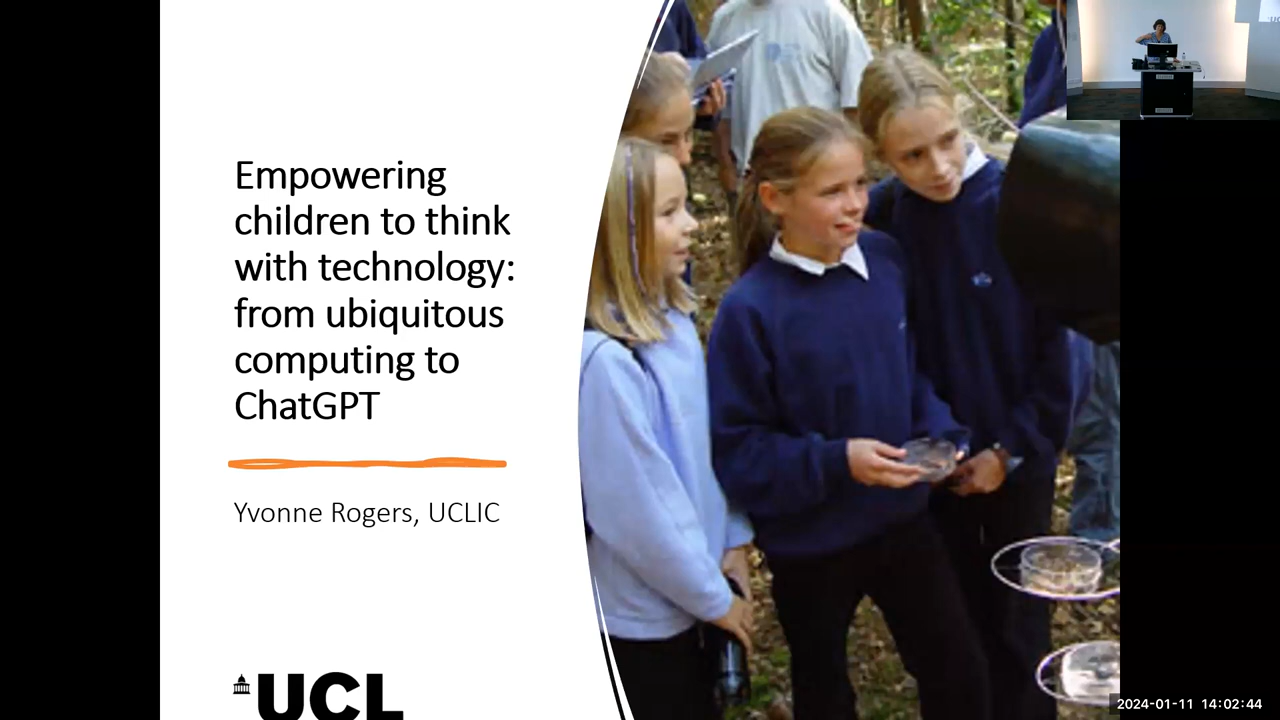 Empowering
children to think
with technology:
from ubiquitous
computing to
ChatGPT
Yvonne Rogers, UCLIC
UCL
2024-01-11 14:02:44